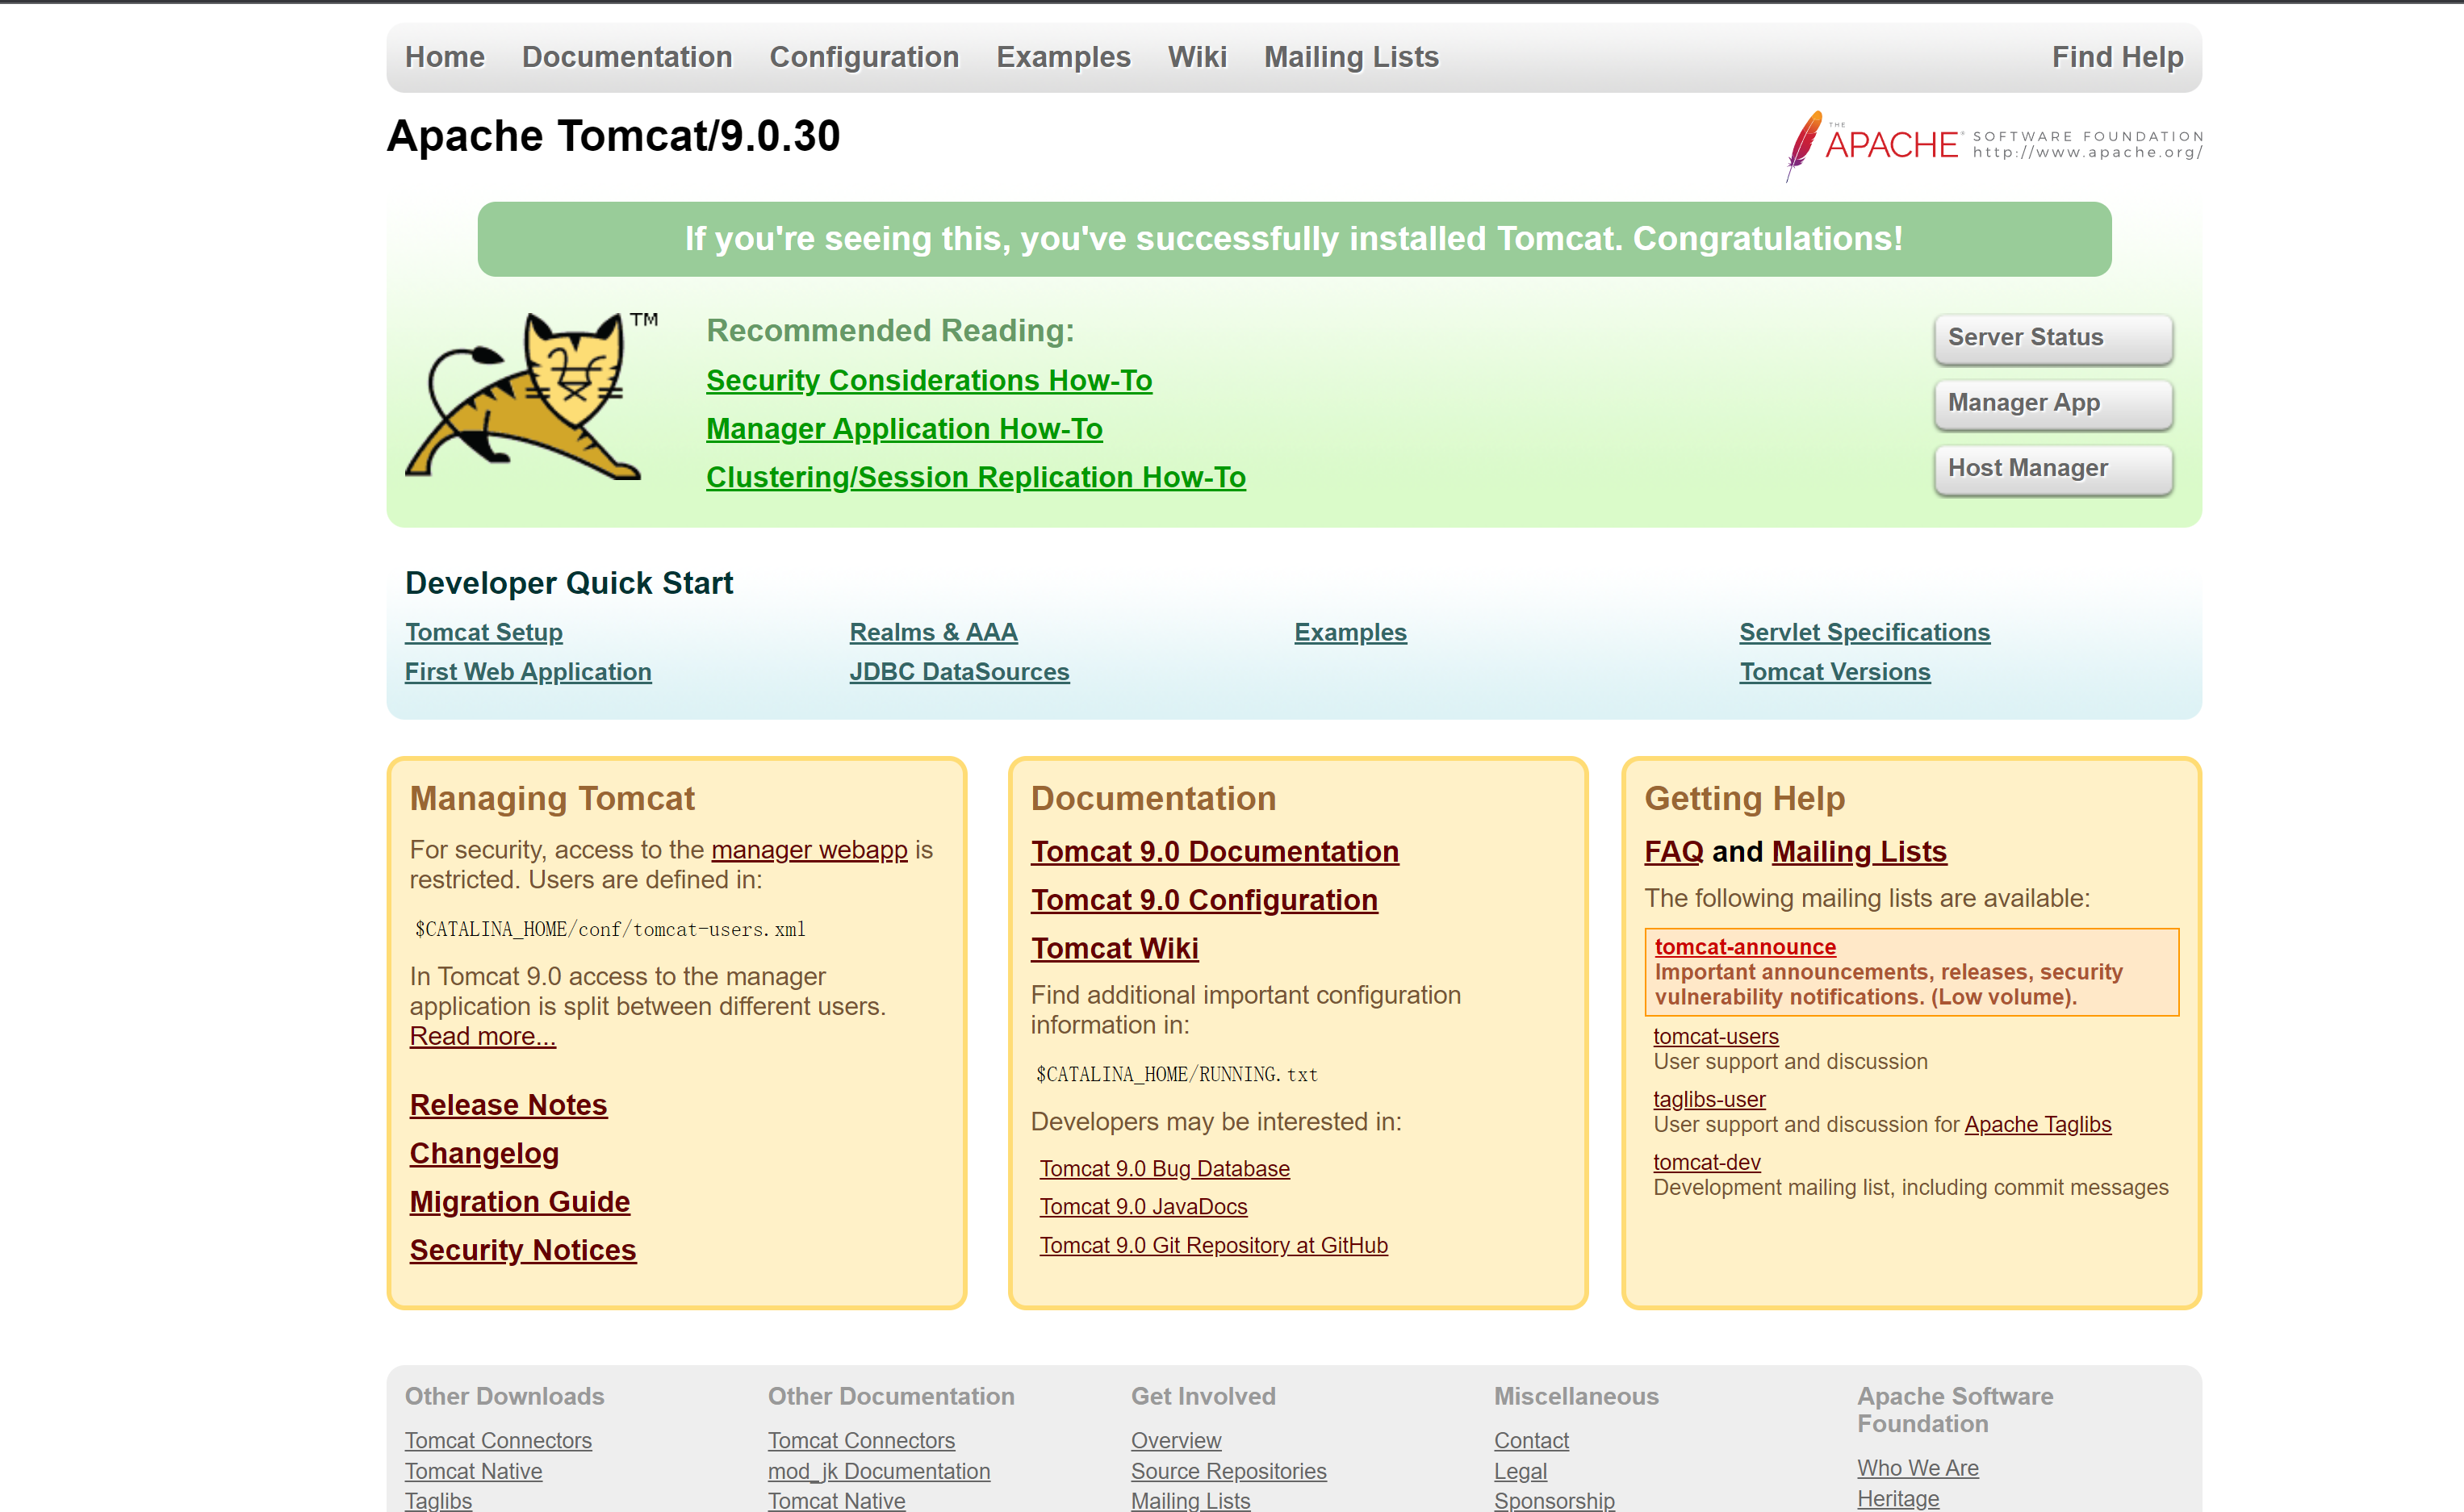 Home Documentation Configuration Examples Wiki Mailing Lists Find Help
Apache Tomcat/9.0.30
THE APACHE® SOFTWARE FOUNDATION
http://www.apache.org/
If you're seeing this, you've successfully installed Tomcat. Congratulations!
TM
Recommended Reading:
Security Considerations How-To
Manager Application How-To
Clustering/Session Replication How-To
Server Status
Manager App
Host Manager
Developer Quick Start
Tomcat Setup
First Web Application
Realms & AAA
JDBC DataSources
Examples
Servlet Specifications
Tomcat Versions
Managing Tomcat
For security, access to the manager webapp is
restricted. Users are defined in:
$CATALINA_HOME/conf/tomcat-users.xml
In Tomcat 9.0 access to the manager
application is split between different users.
Read more...
Release Notes
Changelog
Migration Guide
Security Notices
Documentation
Tomcat 9.0 Documentation
Tomcat 9.0 Configuration
Tomcat Wiki
Find additional important configuration
information in:
$CATALINA_HOME/RUNNING.txt
Developers may be interested in:
Tomcat 9.0 Bug Database
Tomcat 9.0 JavaDocs
Tomcat 9.0 Git Repository at GitHub
Getting Help
FAQ and Mailing Lists
The following mailing lists are available:
tomcat-announce
Important announcements, releases, security
vulnerability notifications. (Low volume).
tomcat-users
User support and discussion
taglibs-user
User support and discussion for Apache Taglibs
tomcat-dev
Development mailing list, including commit messages
Other Downloads
Tomcat Connectors
Tomcat Native
Taglibs
Other Documentation
Tomcat Connectors
mod_jk Documentation
Tomcat Native
Get Involved
Overview
Source Repositories
Mailing Lists
Miscellaneous
Contact
Legal
Sponsorship
Apache Software
Foundation
Who We Are
Heritage